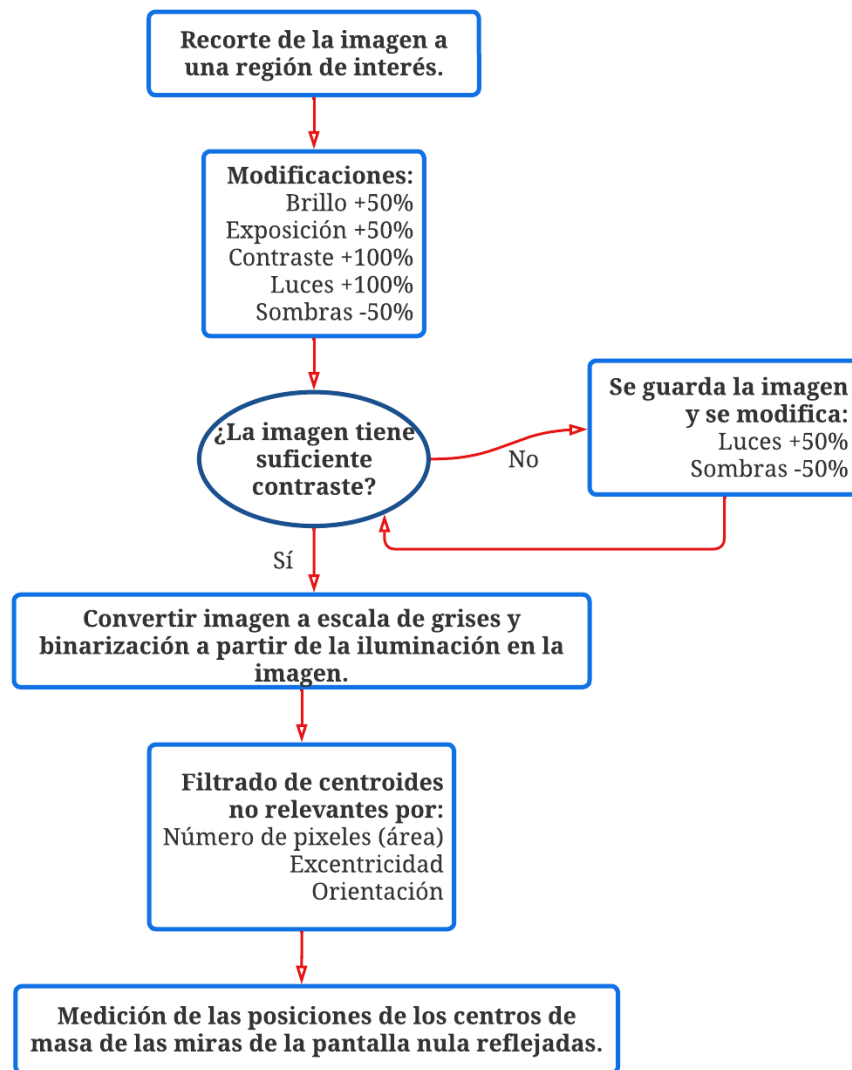 Recorte de la imagen a
una región de interés.
Modificaciones:
Brillo +50%
Exposición +50%
Contraste +100%
Luces +100%
Sombras -50%
¿La imagen tiene
suficiente
contraste?
No
Se guarda la imagen
y se modifica:
Luces +50%
Sombras -50%
Sí
Convertir imagen a escala de grises y
binarización a partir de la iluminación en la
imagen.
Filtrado de centroides
no relevantes por:
Número de pixeles (área)
Excentricidad
Orientación
Medición de las posiciones de los centros de
masa de las miras de la pantalla nula reflejadas.